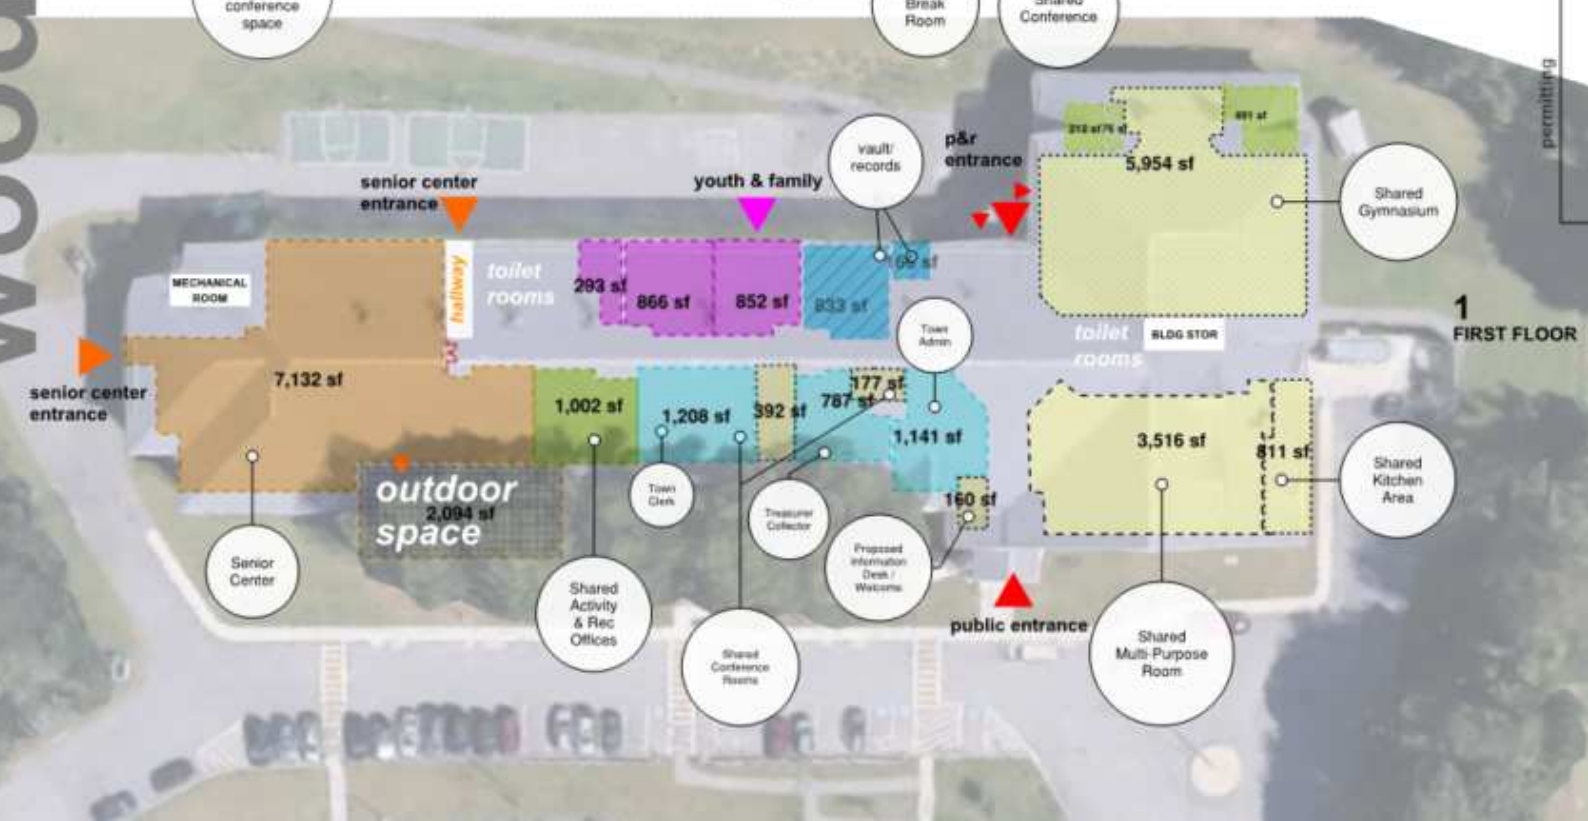 conference
space
Break
Room
Shared
Conference
WOOD
permitting
vault/
records
p&r
entrance
senior center
entrance
youth & family
5,954 sf
Shared
Gymnasium
MECHANICAL
ROOM
hallway
toilet
rooms
293 sf
866 sf
852 sf
833 sf
Town
Admin
toilet
rooms
BLDG STOR
1
FIRST FLOOR
senior center
entrance
7,132 sf
1,002 sf
1,208 sf
392 sf
787 sf
177 sf
1,141 sf
3,516 sf
811 sf
Shared
Kitchen
Area
outdoor
2,094 sf
space
Town
Clerk
160 sf
Treasurer
Collector
Proposed
Information
Desk /
Welcome
Senior
Center
Shared
Activity
& Rec
Offices
Shared
Conference
Rooms
public entrance
Shared
Multi-Purpose
Room